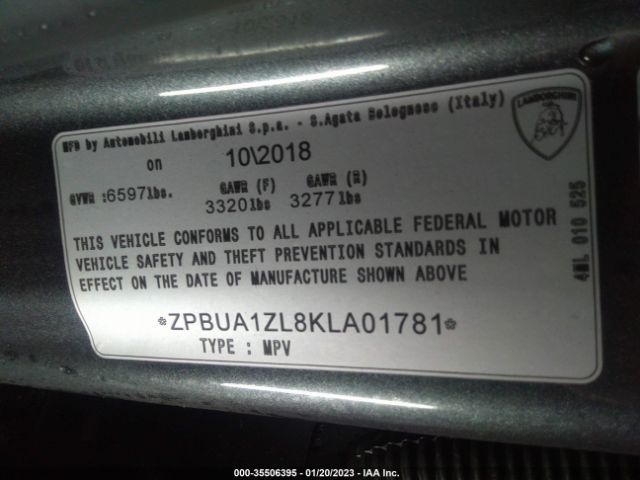 MFD by Automobili Lamborghini S.p.a. - S.Agata Bolognese (Italy)
on 10\2018
GVWR :6597lbs. GAWR (F) 3320lbs GAWR (R) 3277lbs
THIS VEHICLE CONFORMS TO ALL APPLICABLE FEDERAL MOTOR
VEHICLE SAFETY AND THEFT PREVENTION STANDARDS IN
EFFECT ON THE DATE OF MANUFACTURE SHOWN ABOVE
*ZPBUA1ZL8KLA01781*
TYPE : MPV
LAMBORGHINI
4ML 010 525
000-35506395 - 01/20/2023 - IAA Inc.